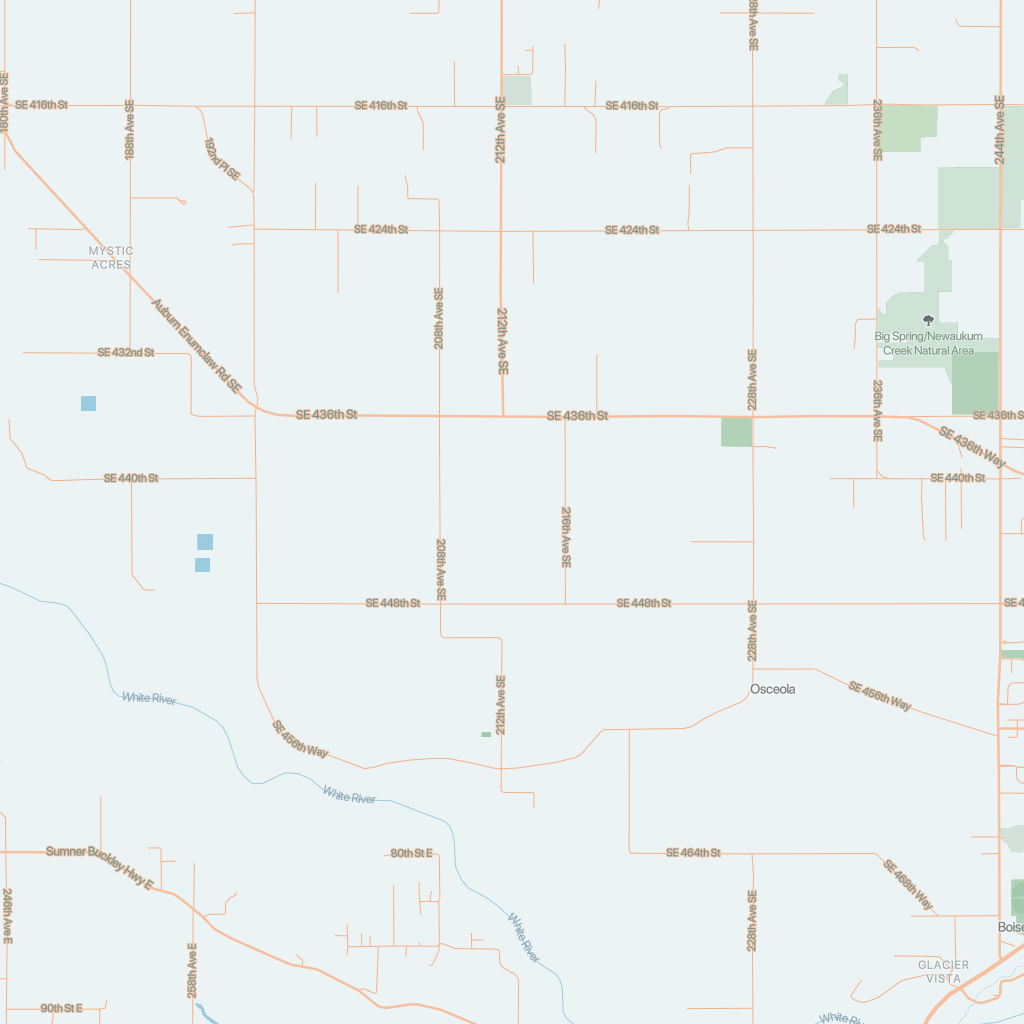 228th Ave SE
180th Ave SE
SE 416th St
188th Ave SE
SE 416th St
212th Ave SE
SE 416th St
236th Ave SE
244th Ave SE
192nd Pl SE
SE 424th St
SE 424th St
SE 424th St
MYSTIC
ACRES
Auburn Enumclaw Rd SE
208th Ave SE
212th Ave SE
Big Spring/Newaukum
Creek Natural Area
SE 432nd St
228th Ave SE
236th Ave SE
SE 436th St
SE 436th St
SE 436th S
SE 436th Way
SE 440th St
SE 440th St
208th Ave SE
216th Ave SE
SE 448th St
SE 448th St
SE 4
228th Ave SE
Osceola
White River
212th Ave SE
SE 456th Way
SE 456th Way
White River
Sumner Buckley Hwy E
80th St E
SE 464th St
SE 468th Way
246th Ave E
228th Ave SE
White River
Boise
258th Ave E
GLACIER
VISTA
90th St E
White Riv